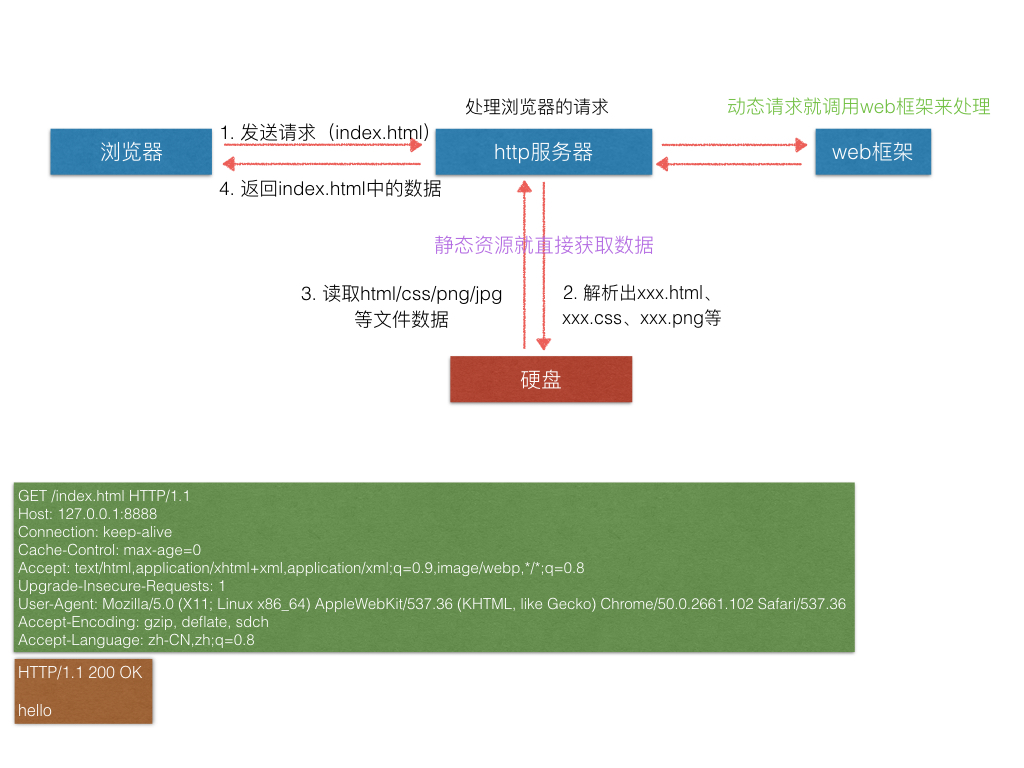 处理浏览器的请求
动态请求就调用web框架来处理
1. 发送请求（index.html）
浏览器
http服务器
web框架
4. 返回index.html中的数据
静态资源就直接获取数据
3. 读取html/css/png/jpg
等文件数据
2. 解析出xxx.html、
xxx.css、xxx.png等
硬盘
GET /index.html HTTP/1.1
Host: 127.0.0.1:8888
Connection: keep-alive
Cache-Control: max-age=0
Accept: text/html,application/xhtml+xml,application/xml;q=0.9,image/webp,*/*;q=0.8
Upgrade-Insecure-Requests: 1
User-Agent: Mozilla/5.0 (X11; Linux x86_64) AppleWebKit/537.36 (KHTML, like Gecko) Chrome/50.0.2661.102 Safari/537.36
Accept-Encoding: gzip, deflate, sdch
Accept-Language: zh-CN,zh;q=0.8
HTTP/1.1 200 OK
hello